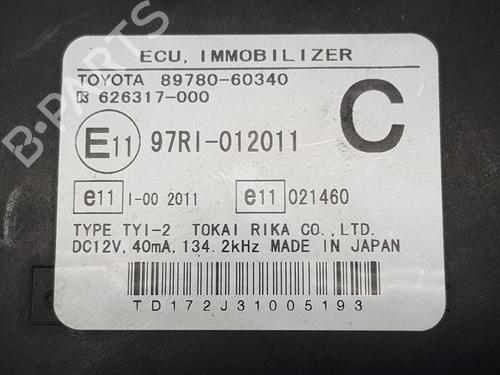 ECU, IMMOBILIZER
TOYOTA 89780-60340
626317-000
C
E11 97RI-012011
e11 I-00 2011 e11 021460
TYPE TYI-2 TOKAI RIKA CO., LTD.
DC12V, 40mA, 134.2kHz MADE IN JAPAN
TD172J31005193
B-PARTS